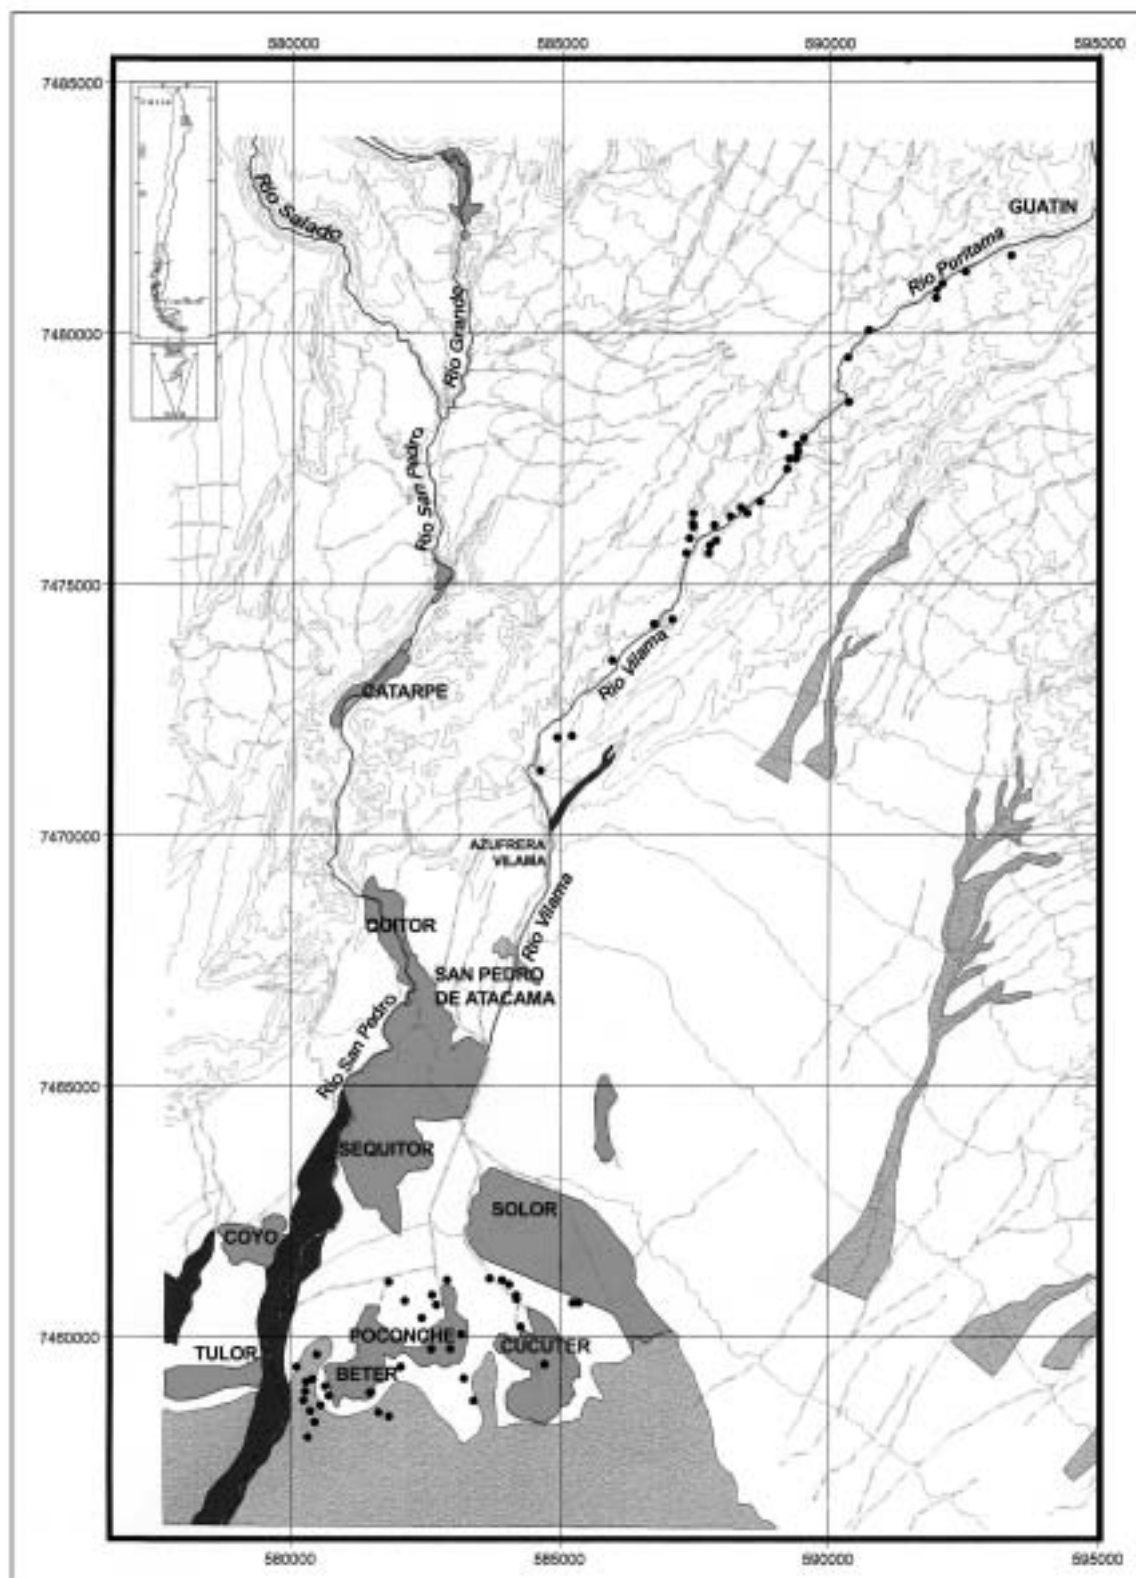 580000 585000 590000 595000
7485000
Río Salado
GUATIN
Río Puritama
7480000
Río Grande
Río San Pedro
7475000
CATARPE
Río Vilama
7470000
AZUFRERA
VILAMA
QUITOR
Río Vilama
SAN PEDRO
DE ATACAMA
Río San Pedro
7465000
SEQUITOR
SOLOR
COYO
7460000
POCONCHE
CUCUTER
TULOR
BETER
580000 585000 590000 595000